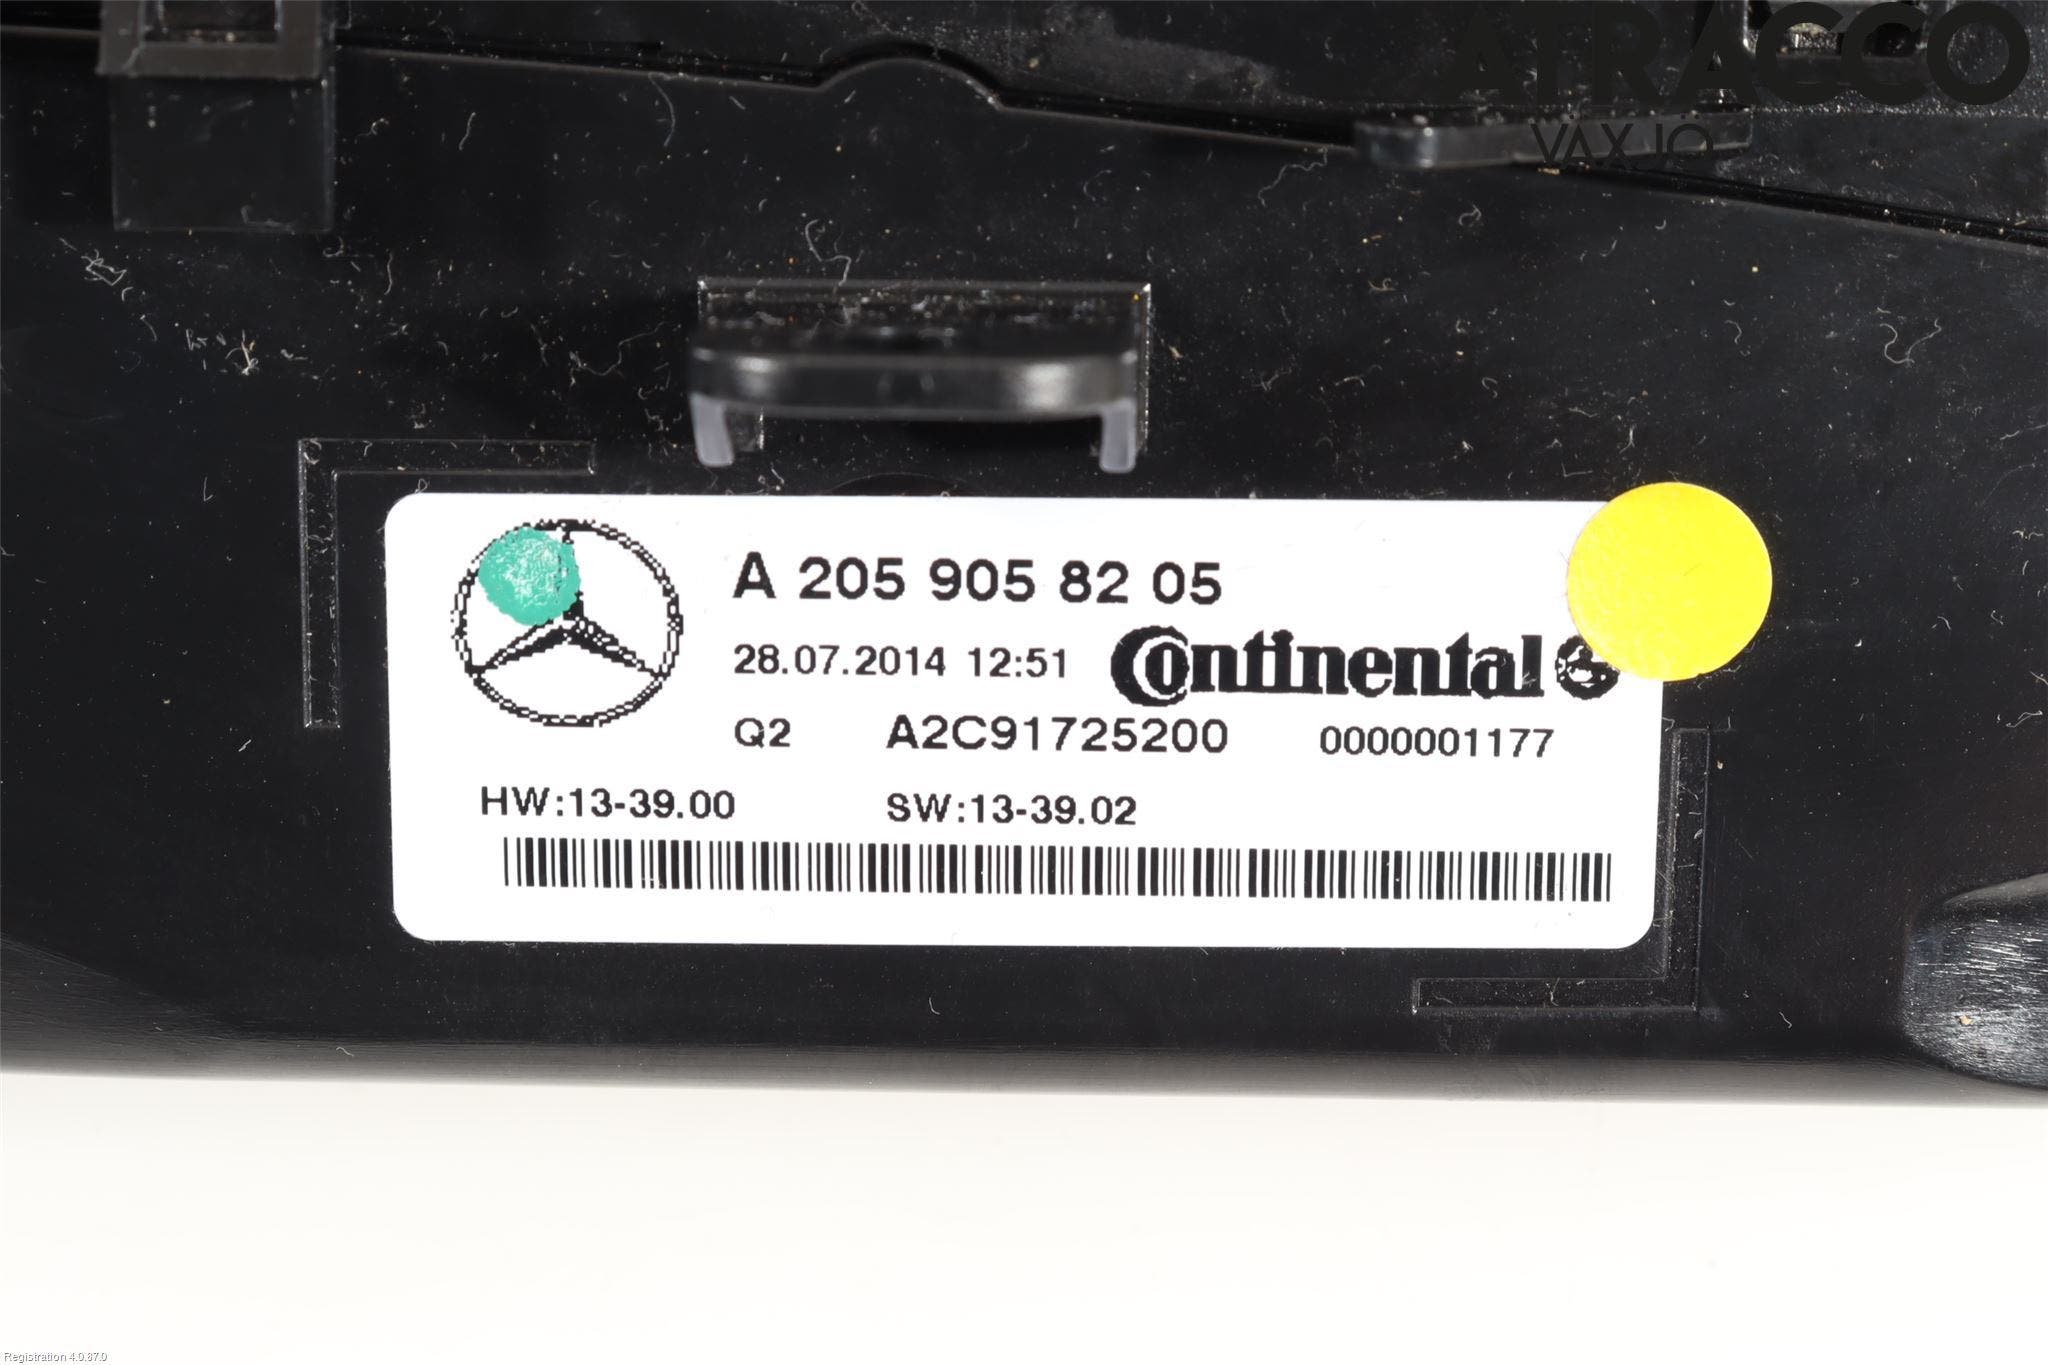 ATRACCO
VÄXJÖ
A 205 905 82 05
28.07.2014 12:51 Continental
Q2 A2C91725200 0000001177
HW:13-39.00 SW:13-39.02
Registration 4.0.87.0